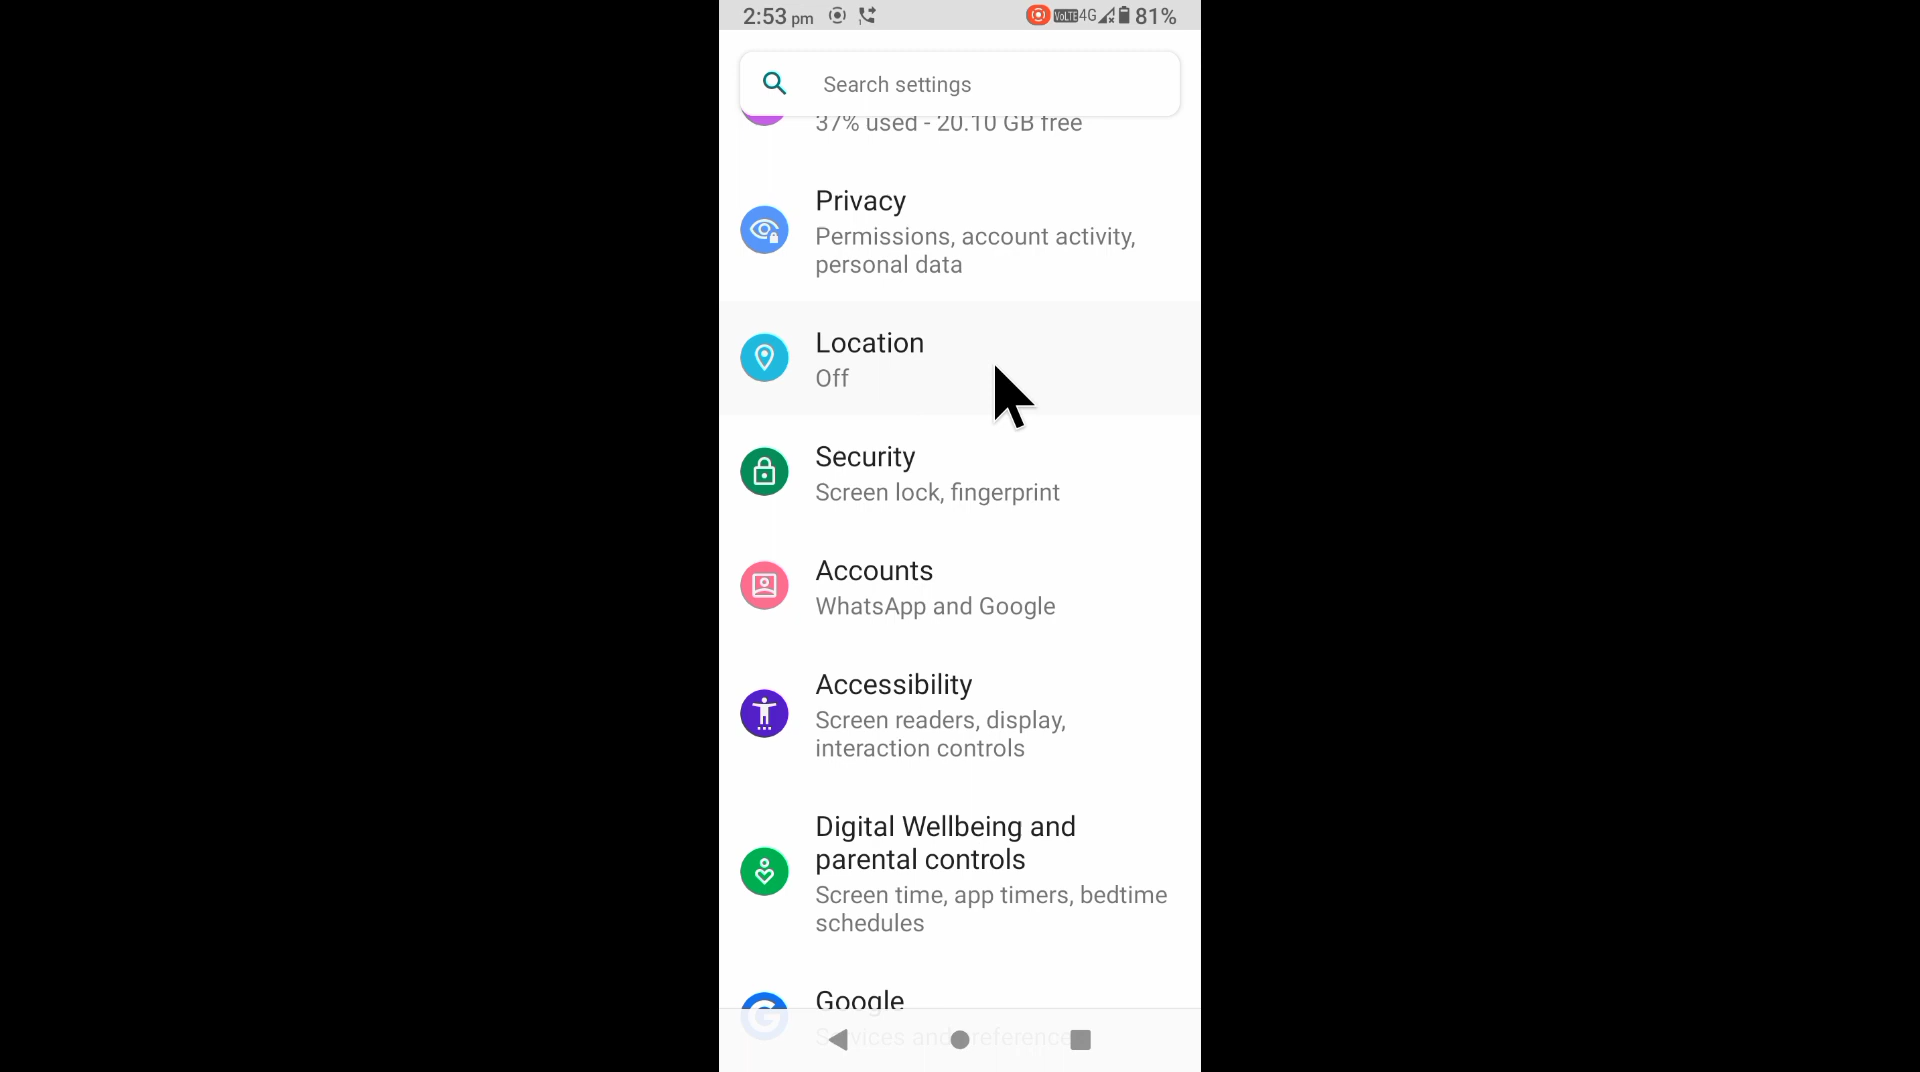 2:53 pm VoLTE 4G 81%
Search settings
37% used - 20.10 GB free
Privacy
Permissions, account activity,
personal data
Location
Off
Security
Screen lock, fingerprint
Accounts
WhatsApp and Google
Accessibility
Screen readers, display,
interaction controls
Digital Wellbeing and
parental controls
Screen time, app timers, bedtime
schedules
Google